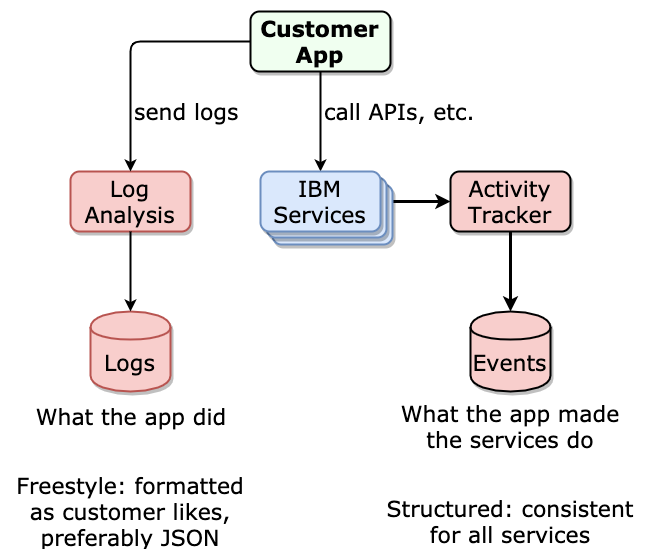 Customer
App
send logs
call APIs, etc.
Log
Analysis
IBM
Services
Activity
Tracker
Logs
Events
What the app did
What the app made
the services do
Freestyle: formatted
as customer likes,
preferably JSON
Structured: consistent
for all services